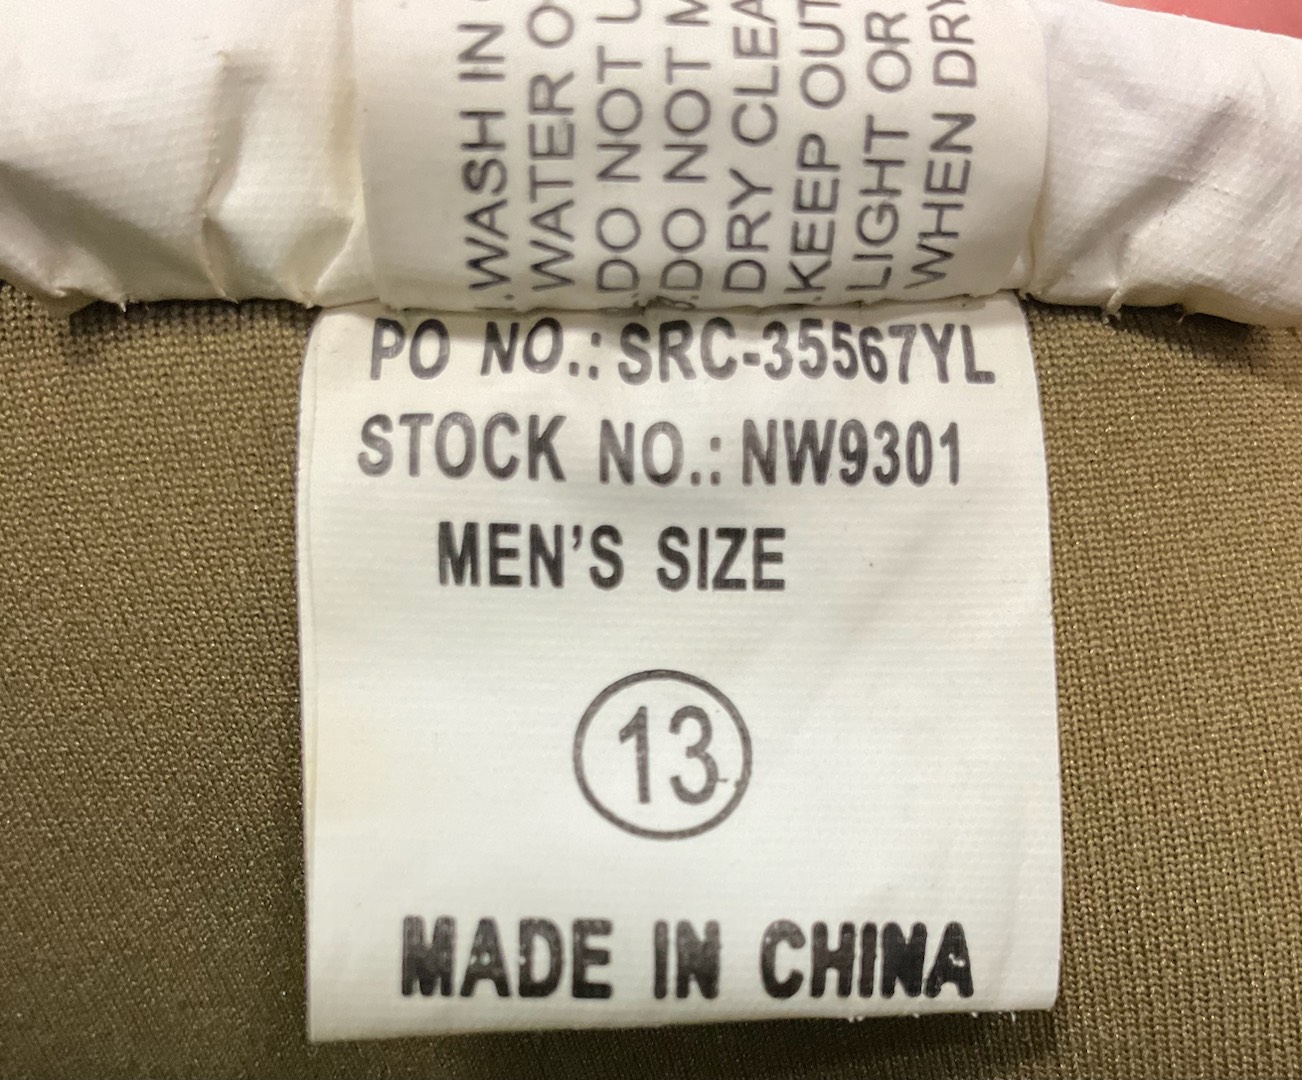 .WASH IN
WATER O
.DO NOT U
.DO NOT M
DRY CLEA
.KEEP OUT
LIGHT OR
WHEN DRY
PO NO.: SRC-35567YL
STOCK NO.: NW9301
MEN'S SIZE
13
MADE IN CHINA